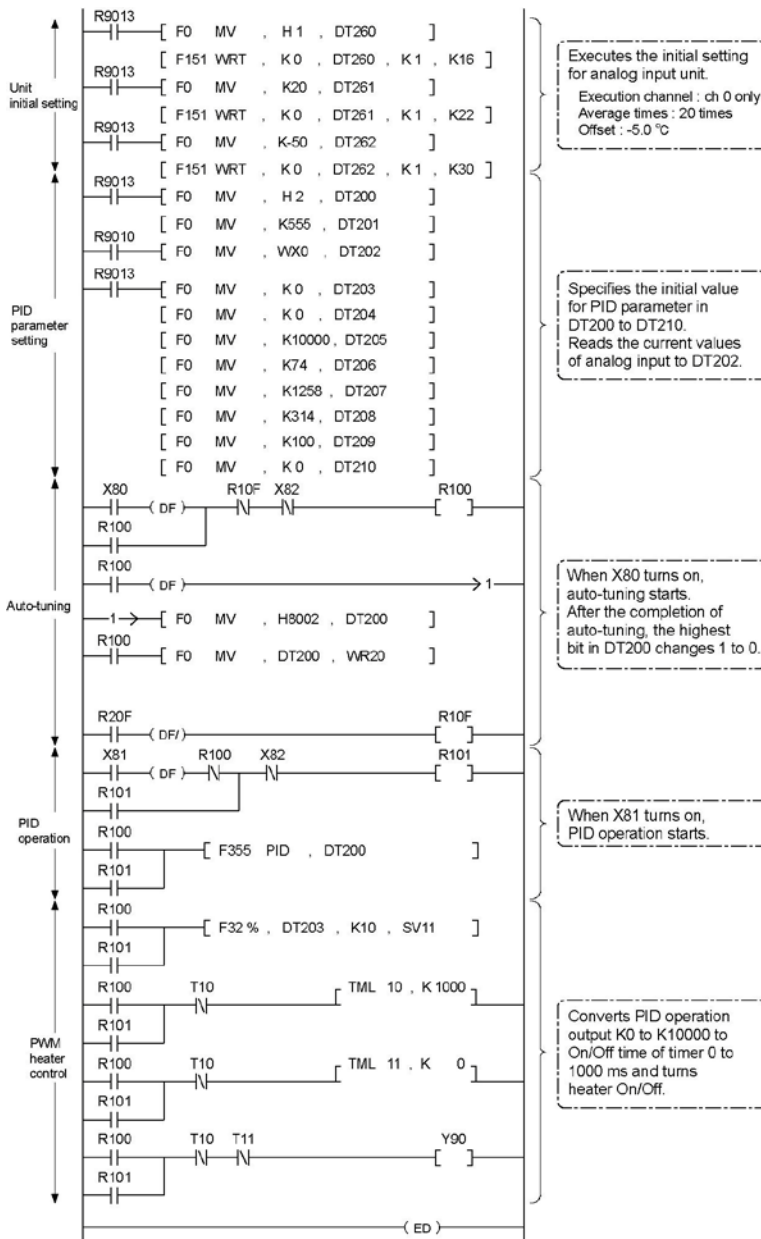 R9013
[ F0 MV , H 1 , DT260 ]
[ F151 WRT , K 0 , DT260 , K 1 , K16 ]
R9013
[ F0 MV , K20 , DT261 ]
Unit
initial setting
[ F151 WRT , K 0 , DT261 , K 1 , K22 ]
R9013
[ F0 MV , K-50 , DT262 ]
[ F151 WRT , K 0 , DT262 , K 1 , K30 ]
Executes the initial setting
for analog input unit.
Execution channel : ch 0 only
Average times : 20 times
Offset : -5.0 °C
R9013
[ F0 MV , H 2 , DT200 ]
[ F0 MV , K555 , DT201 ]
R9010
[ F0 MV , WX0 , DT202 ]
R9013
[ F0 MV , K 0 , DT203 ]
[ F0 MV , K 0 , DT204 ]
PID
parameter
setting
[ F0 MV , K10000 , DT205 ]
[ F0 MV , K74 , DT206 ]
[ F0 MV , K1258 , DT207 ]
[ F0 MV , K314 , DT208 ]
[ F0 MV , K100 , DT209 ]
[ F0 MV , K 0 , DT210 ]
Specifies the initial value
for PID parameter in
DT200 to DT210.
Reads the current values
of analog input to DT202.
X80 R10F X82 R100
( DF )
R100
R100
( DF ) 1
Auto-tuning
1 [ F0 MV , H8002 , DT200 ]
R100
[ F0 MV , DT200 , WR20 ]
R20F R10F
( DF/ )
When X80 turns on,
auto-tuning starts.
After the completion of
auto-tuning, the highest
bit in DT200 changes 1 to 0.
X81 R100 X82 R101
( DF )
R101
PID
operation
R100
[ F355 PID , DT200 ]
R101
When X81 turns on,
PID operation starts.
R100
[ F32 % , DT203 , K10 , SV11 ]
R101
R100 T10
[ TML 10 , K 1000 ]
R101
PWM
heater
control
R100 T10
[ TML 11 , K 0 ]
R101
R100 T10 T11 Y90
R101
Converts PID operation
output K0 to K10000 to
On/Off time of timer 0 to
1000 ms and turns
heater On/Off.
( ED )